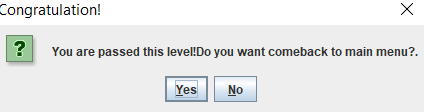 Congratulation!
You are passed this level!Do you want comeback to main menu?.
Yes No